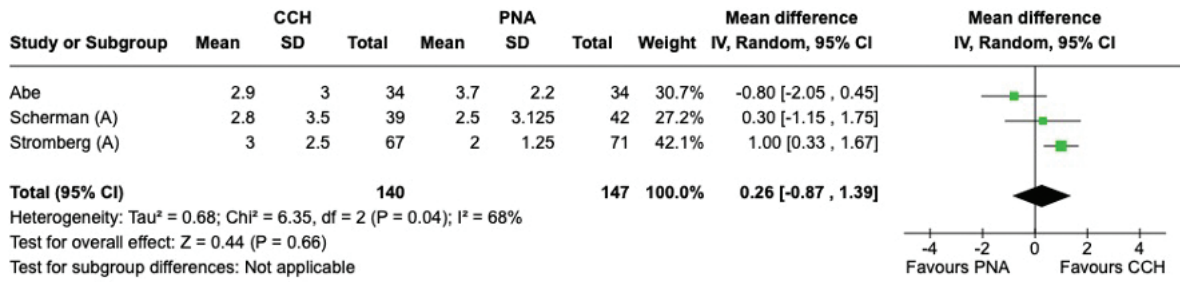 CCH PNA Mean difference Mean difference
Study or Subgroup Mean SD Total Mean SD Total Weight IV, Random, 95% CI IV, Random, 95% CI
Abe 2.9 3 34 3.7 2.2 34 30.7% -0.80 [-2.05 , 0.45]
Scherman (A) 2.8 3.5 39 2.5 3.125 42 27.2% 0.30 [-1.15 , 1.75]
Stromberg (A) 3 2.5 67 2 1.25 71 42.1% 1.00 [0.33 , 1.67]
Total (95% CI) 140 147 100.0% 0.26 [-0.87 , 1.39]
Heterogeneity: Tau² = 0.68; Chi² = 6.35, df = 2 (P = 0.04); I² = 68%
Test for overall effect: Z = 0.44 (P = 0.66)
Test for subgroup differences: Not applicable
-4 -2 0 2 4
Favours PNA Favours CCH